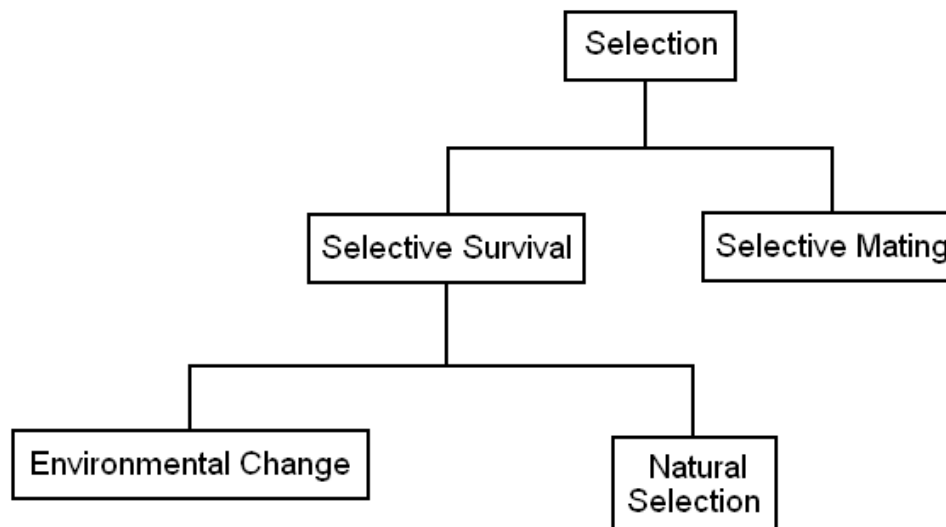 Selection
Selective Survival
Selective Mating
Environmental Change
Natural
Selection